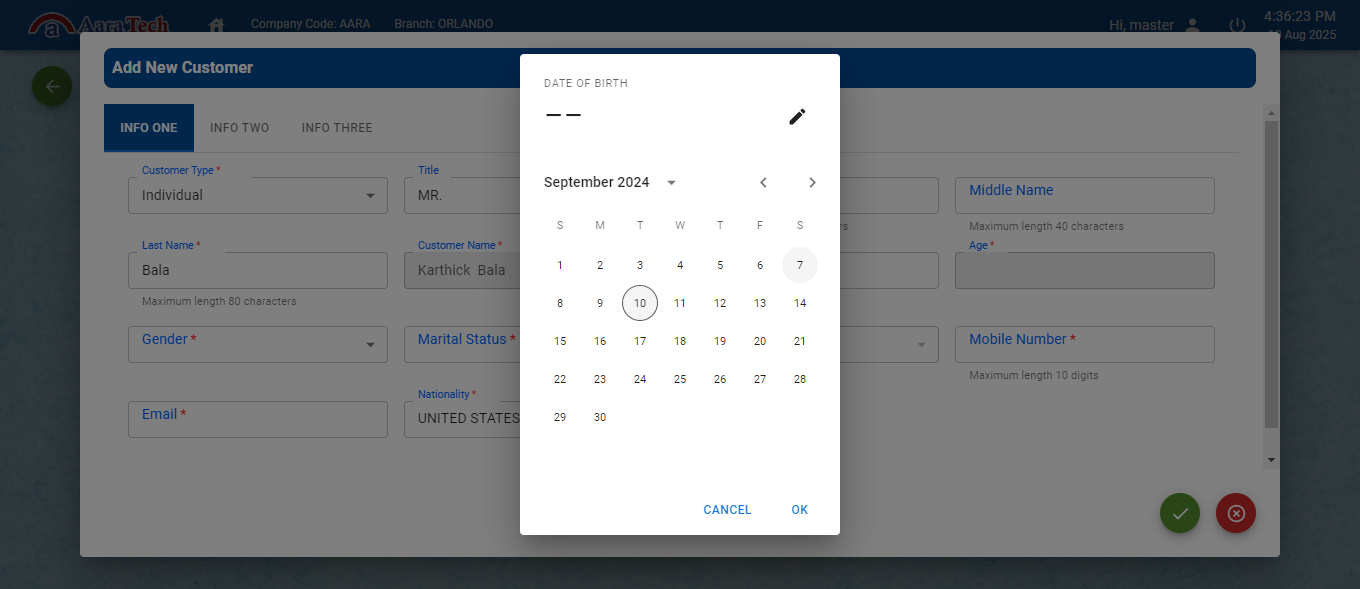 AaraTech Company Code: AARA Branch: ORLANDO Hi, master 4:36:23 PM
Aug 2025
Add New Customer
INFO ONE INFO TWO INFO THREE
Customer Type * Title
Individual MR. Middle Name
Maximum length 40 characters
Last Name * Customer Name * Age *
Bala Karthick Bala
Maximum length 80 characters
Gender * Marital Status * Mobile Number *
Maximum length 10 digits
Nationality *
Email * UNITED STATES
DATE OF BIRTH
– –
September 2024
S M T W T F S
1 2 3 4 5 6 7
8 9 10 11 12 13 14
15 16 17 18 19 20 21
22 23 24 25 26 27 28
29 30
CANCEL OK